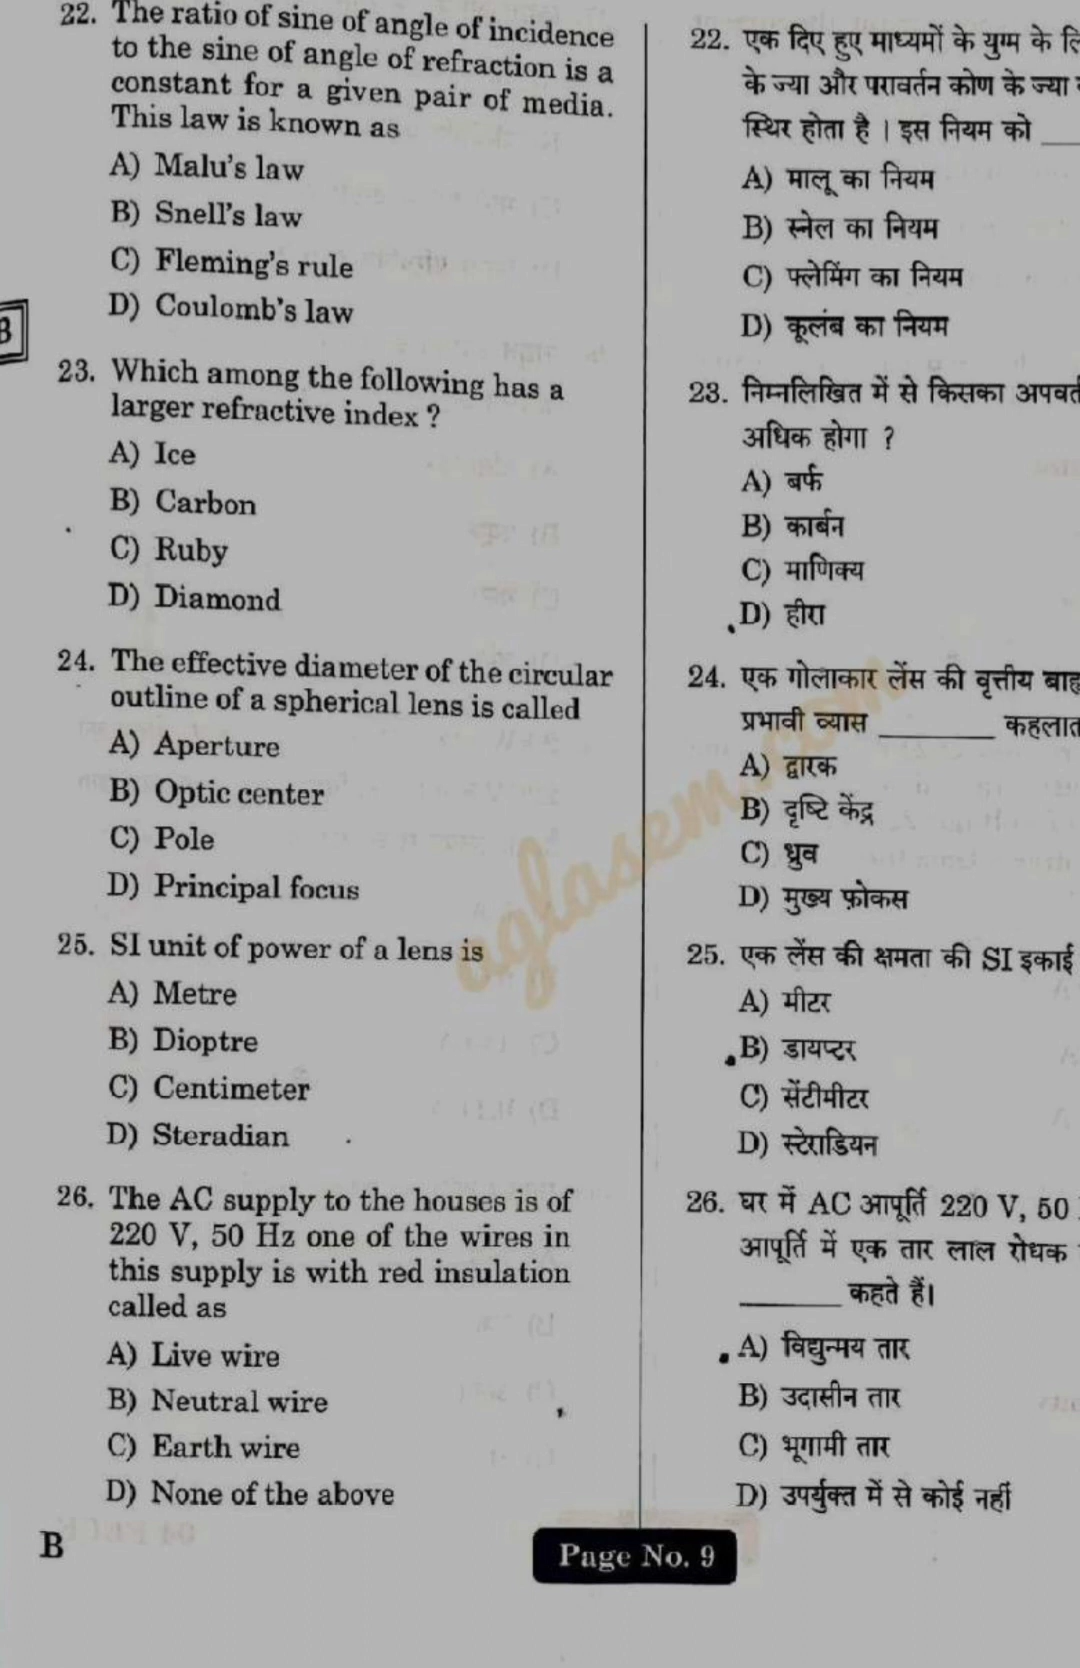 22. The ratio of sine of angle of incidence
to the sine of angle of refraction is a
constant for a given pair of media.
This law is known as
A) Malu's law
B) Snell's law
C) Fleming's rule
D) Coulomb's law
B
23. Which among the following has a
larger refractive index ?
A) Ice
B) Carbon
C) Ruby
D) Diamond
24. The effective diameter of the circular
outline of a spherical lens is called
A) Aperture
B) Optic center
C) Pole
D) Principal focus
25. SI unit of power of a lens is
A) Metre
B) Dioptre
C) Centimeter
D) Steradian
26. The AC supply to the houses is of
220 V, 50 Hz one of the wires in
this supply is with red insulation
called as
A) Live wire
B) Neutral wire
C) Earth wire
D) None of the above
22. एक दिए हुए माध्यमों के युग्म के
के ज्या और परावर्तन कोण के ज्या
स्थिर होता है । इस नियम को ____
A) मालू का नियम
B) स्नेल का नियम
C) फ्लेमिंग का नियम
D) कूलंब का नियम
23. निम्नलिखित में से किसका
अधिक होगा ?
A) बर्फ
B) कार्बन
C) माणिक्य
D) हीरा
24. एक गोलाकार लेंस की वृत्तीय
प्रभावी व्यास ________
A) द्वारक
B) दृष्टि केंद्र
C) ध्रुव
D) मुख्य फ़ोकस
25. एक लेंस की क्षमता की SI इकाई
A) मीटर
B) डायप्टर
C) सेंटीमीटर
D) स्टेराडियन
26. घर में AC आपूर्ति 220 V, 50
आपूर्ति में एक तार लाल रोधक
_______ कहते हैं।
A) विद्युन्मय तार
B) उदासीन तार
C) भूगामी तार
D) उपर्युक्त में से कोई नहीं
aglasem.com
B
Page No. 9